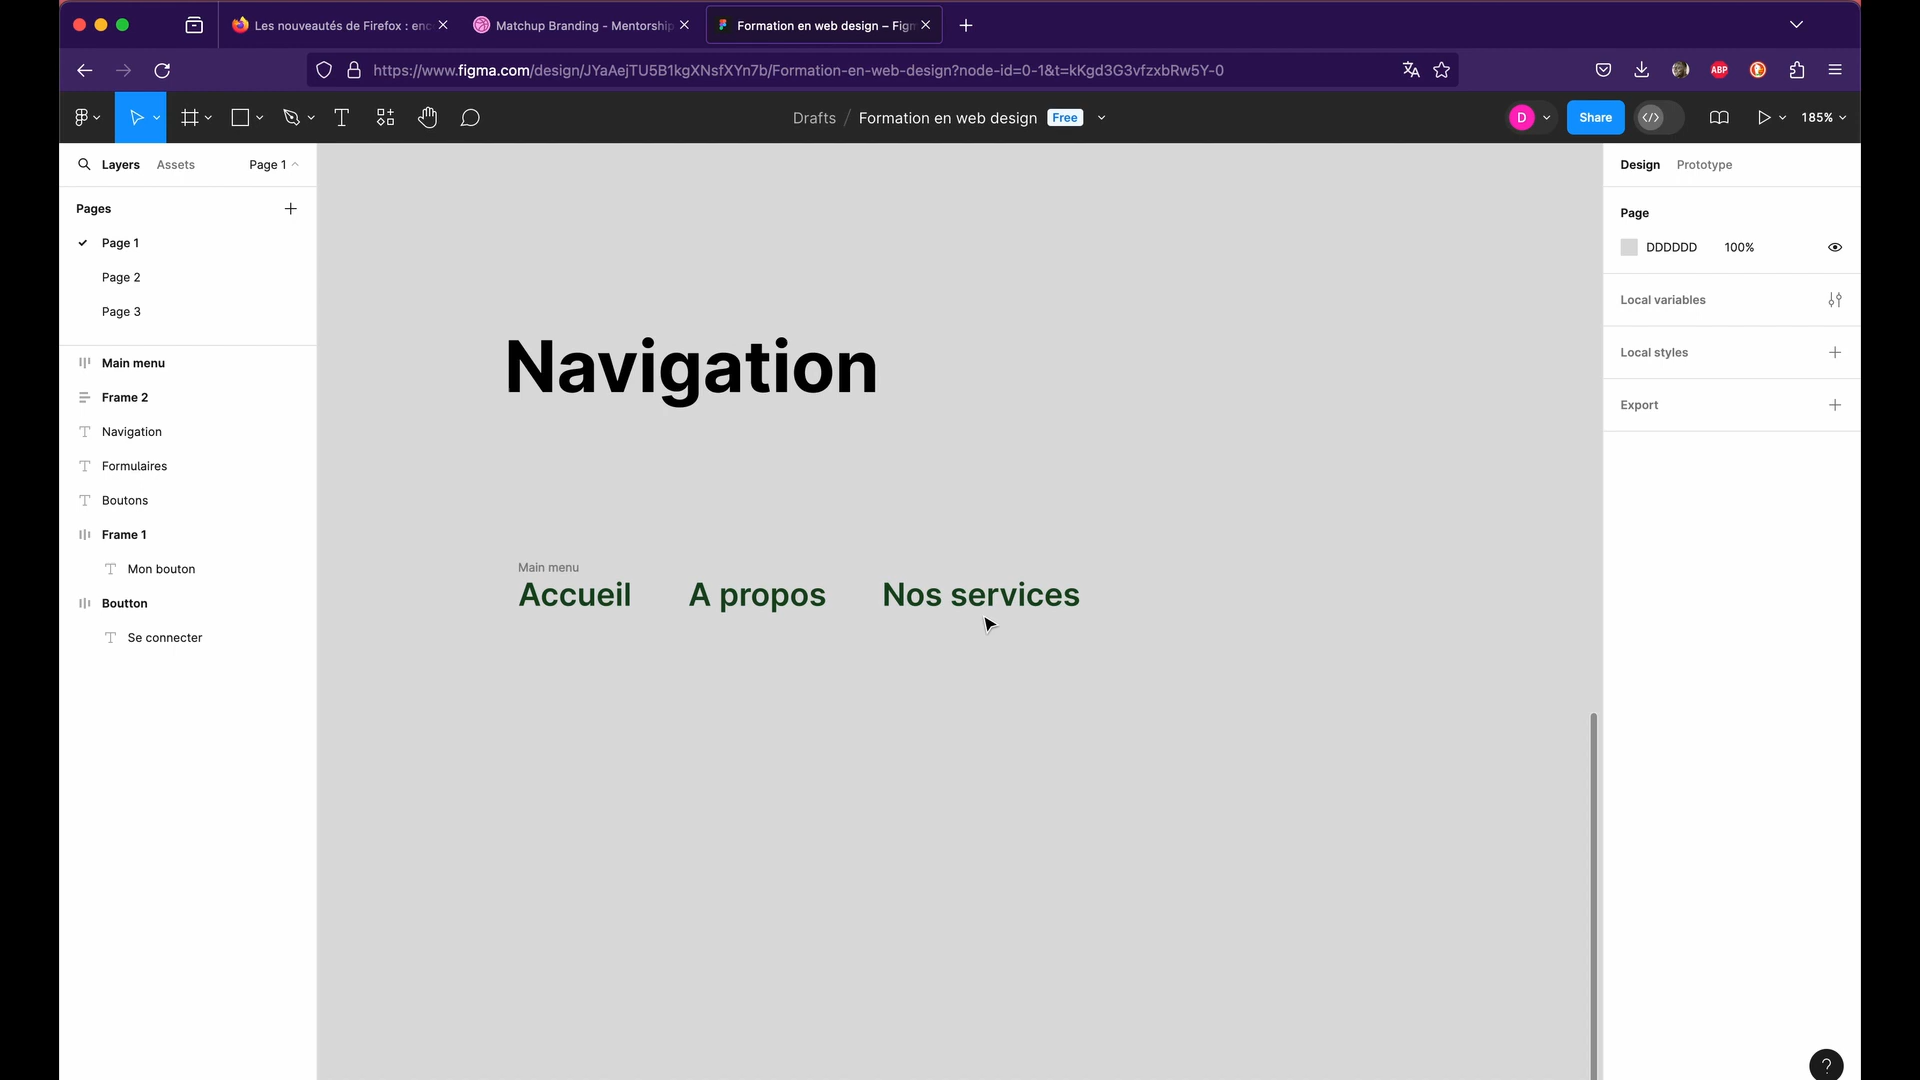 Les nouveautés de Firefox : enc
Matchup Branding - Mentorship
Formation en web design – Figm
https://www.figma.com/design/JYaAejTU5B1kgXNsfXYn7b/Formation-en-web-design?node-id=0-1&t=kKgd3G3vfzxbRw5Y-0
ABP
Drafts / Formation en web design Free
D
Share
185%
Layers
Assets
Page 1
Pages
Page 1
Page 2
Page 3
Main menu
Frame 2
Navigation
Formulaires
Boutons
Frame 1
Mon bouton
Boutton
Se connecter
Navigation
Main menu
Accueil A propos Nos services
Design
Prototype
Page
DDDDDD 100%
Local variables
Local styles
Export
?